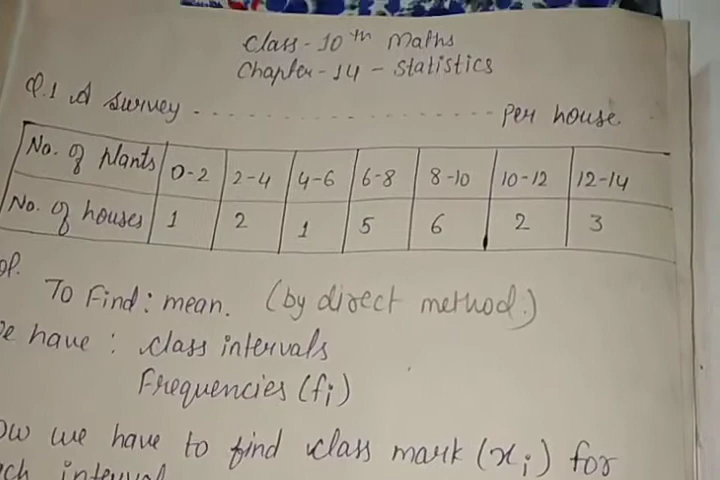 Class - 10th Maths
Chapter - 14 - Statistics
Q.1 A survey - - - - - - - - - - - - - - - - - - - - per house.
No. of plants 0-2 2-4 4-6 6-8 8-10 10-12 12-14
No. of houses 1 2 1 5 6 2 3
To Find : mean. (by direct method.)
have : class intervals
Frequencies (fi)
we have to find class mark (xi) for
interval